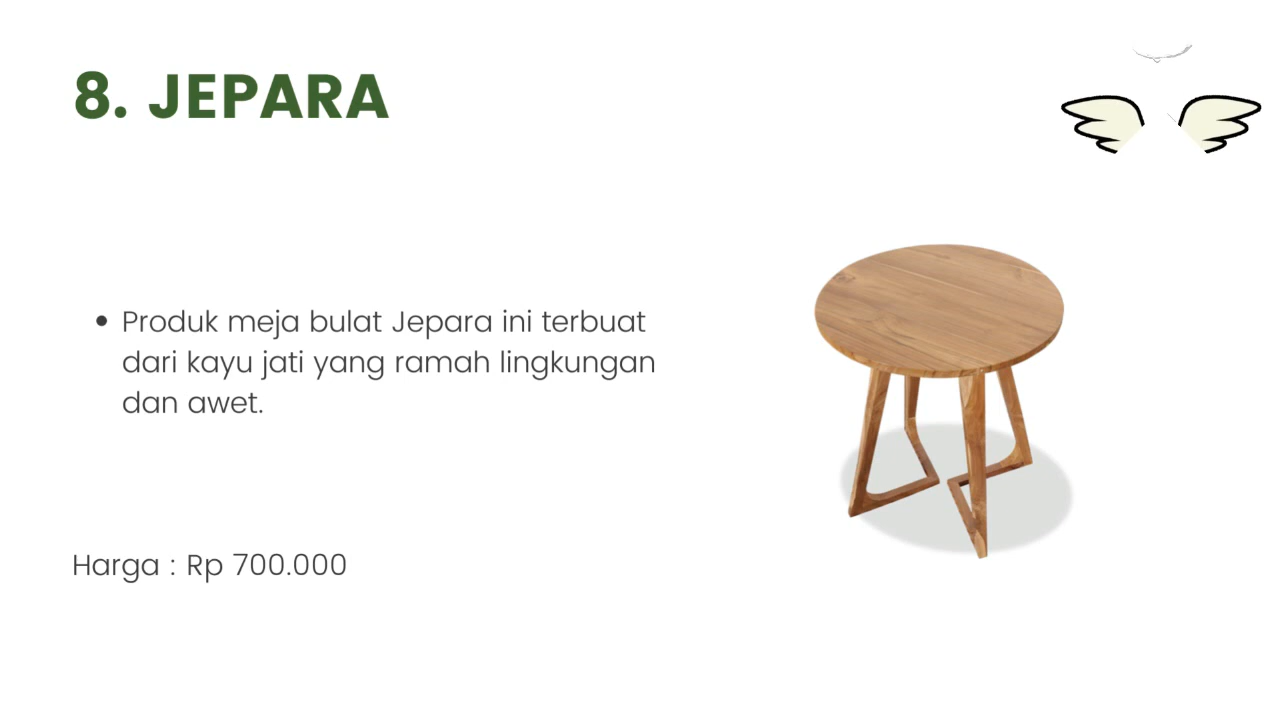 8. JEPARA
Produk meja bulat Jepara ini terbuat
dari kayu jati yang ramah lingkungan
dan awet.
Harga : Rp 700.000